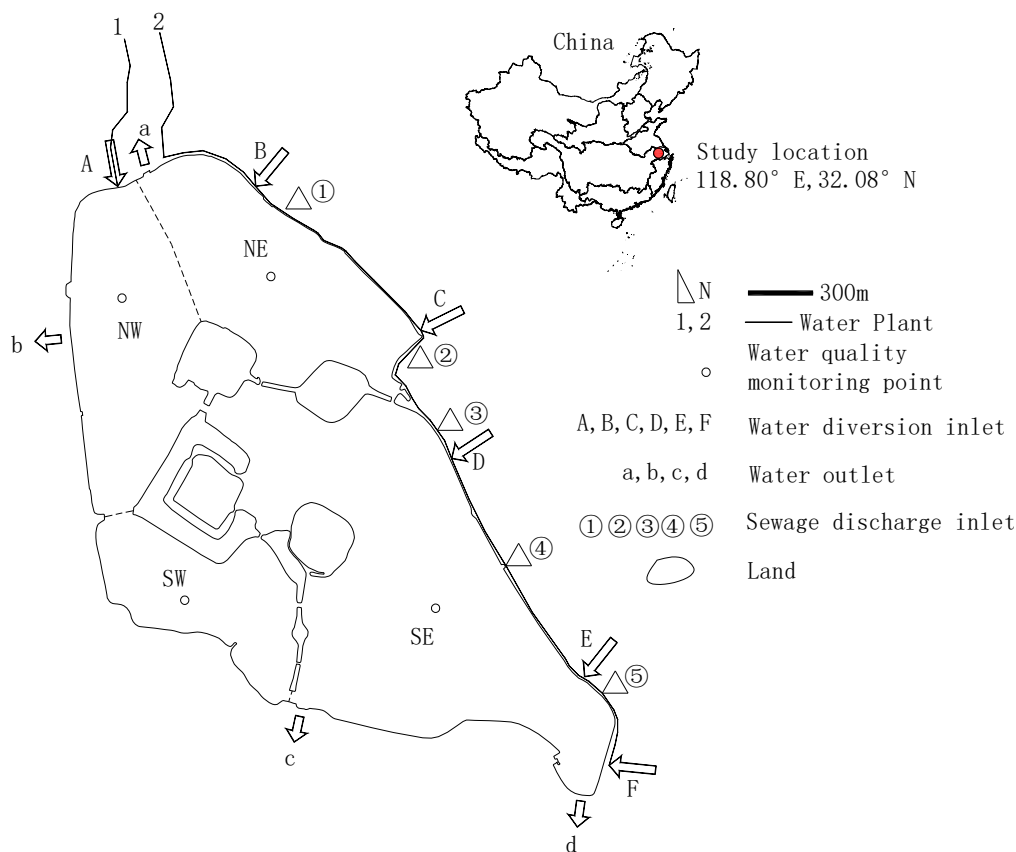 1
2
China
a
A
B
①
Study location
118.80° E,32.08° N
NE
N
300m
C
NW
1,2
Water Plant
b
②
Water quality
monitoring point
③
A,B,C,D,E,F
Water diversion inlet
D
a,b,c,d
Water outlet
①②③④⑤
Sewage discharge inlet
④
Land
SW
SE
E
⑤
c
F
d